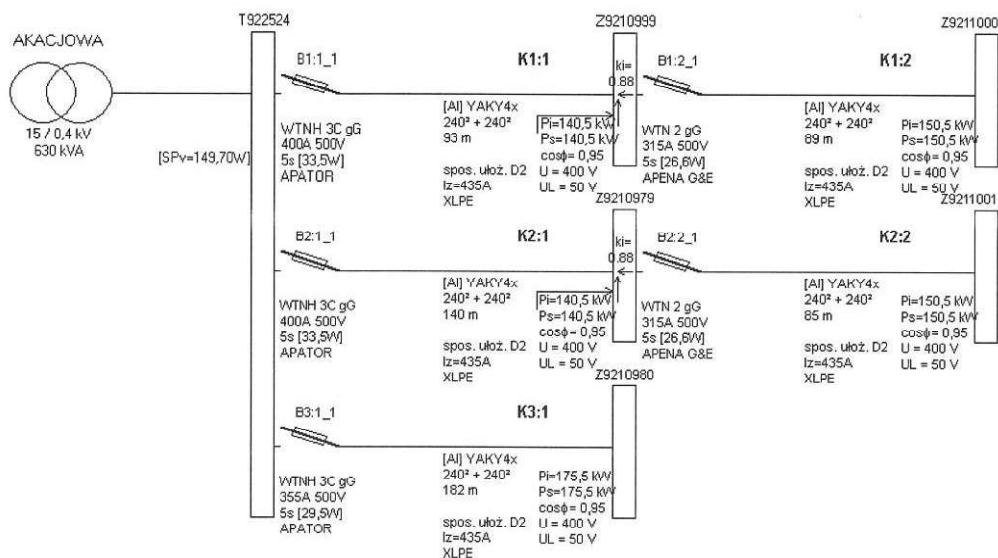 T922524
Z9210999
Z9211000
AKACJOWA
B1:1_1
K1:1
ki=
0.88
B1:2_1
K1:2
15 / 0,4 kV
630 kVA
[SPv=149,70W]
WTNH 3C gG
400A 500V
5s [33,5W]
APATOR
[Al] YAKY4x
240² + 240²
93 m
spos. ułoż. D2
Iz=435A
XLPE
Pi=140,5 kW
Ps=140,5 kW
cosϕ= 0,95
U = 400 V
UL = 50 V
WTN 2 gG
315A 500V
5s [26,6W]
APENA G&E
[Al] YAKY4x
240² + 240²
89 m
spos. ułoż. D2
Iz=435A
XLPE
Pi=150,5 kW
Ps=150,5 kW
cosϕ= 0,95
U = 400 V
UL = 50 V
Z9210979
Z9211001
B2:1_1
K2:1
ki=
0.88
B2:2_1
K2:2
WTNH 3C gG
400A 500V
5s [33,5W]
APATOR
[Al] YAKY4x
240² + 240²
140 m
spos. ułoż. D2
Iz=435A
XLPE
Pi=140,5 kW
Ps=140,5 kW
cosϕ= 0,95
U = 400 V
UL = 50 V
WTN 2 gG
315A 500V
5s [26,6W]
APENA G&E
[Al] YAKY4x
240² + 240²
85 m
spos. ułoż. D2
Iz=435A
XLPE
Pi=150,5 kW
Ps=150,5 kW
cosϕ= 0,95
U = 400 V
UL = 50 V
Z9210980
B3:1_1
K3:1
WTNH 3C gG
355A 500V
5s [29,5W]
APATOR
[Al] YAKY4x
240² + 240²
182 m
spos. ułoż. D2
Iz=435A
XLPE
Pi=175,5 kW
Ps=175,5 kW
cosϕ= 0,95
U = 400 V
UL = 50 V